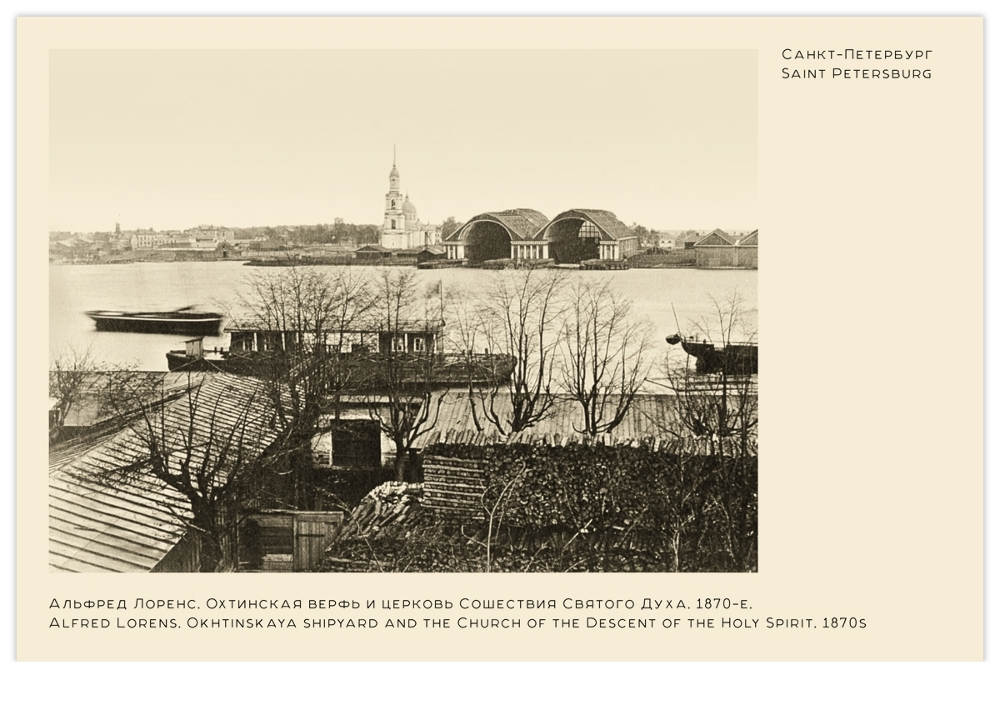 Санкт-Петербург
Saint Petersburg
Альфред Лоренс. Охтинская верфь и церковь Сошествия Святого Духа. 1870-е.
Alfred Lorens. Okhtinskaya shipyard and the Church of the Descent of the Holy Spirit. 1870s